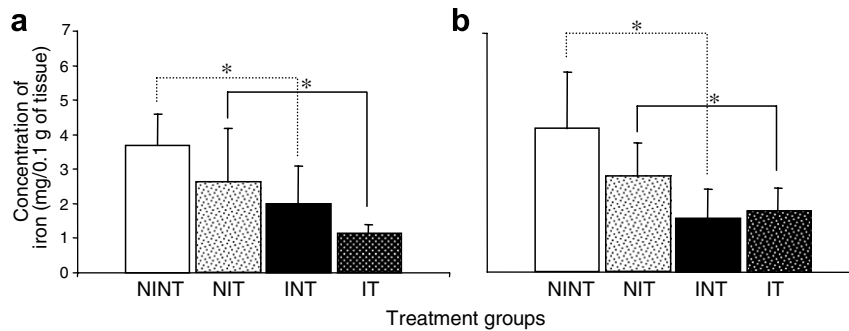 a
b
Concentration of
iron (mg/0.1 g of tissue)
7
6
5
4
3
2
1
0
*
*
*
*
NINT NIT INT IT
NINT NIT INT IT
Treatment groups